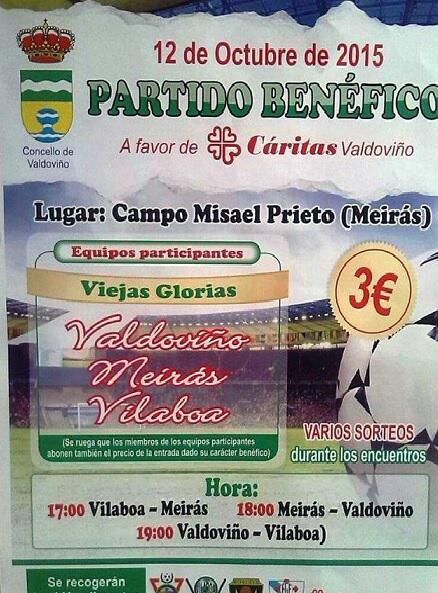 12 de Octubre de 2015
PARTIDO BENÉFICO
A favor de Cáritas Valdoviño
Concello de
Valdoviño
Lugar: Campo Misael Prieto (Meirás)
Equipos participantes
Viejas Glorias
3€
Valdoviño
Meirás
Vilaboa
(Se ruega que los miembros de los equipos participantes
abonen también el precio de la entrada dado su carácter benéfico)
VARIOS SORTEOS
durante los encuentros
Hora:
17:00 Vilaboa - Meirás 18:00 Meirás - Valdoviño
19:00 Valdoviño - Vilaboa)
Se recogerán